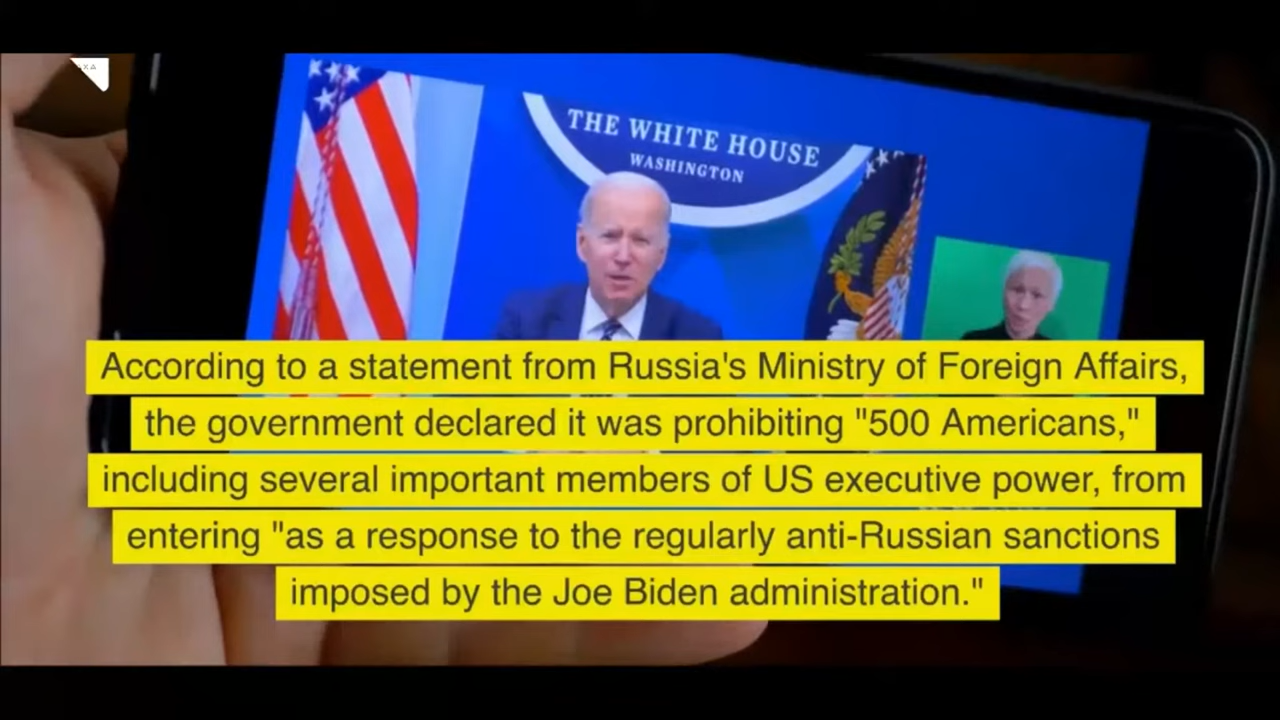 THE WHITE HOUSE
WASHINGTON
According to a statement from Russia's Ministry of Foreign Affairs,
the government declared it was prohibiting "500 Americans,"
including several important members of US executive power, from
entering "as a response to the regularly anti-Russian sanctions
imposed by the Joe Biden administration."